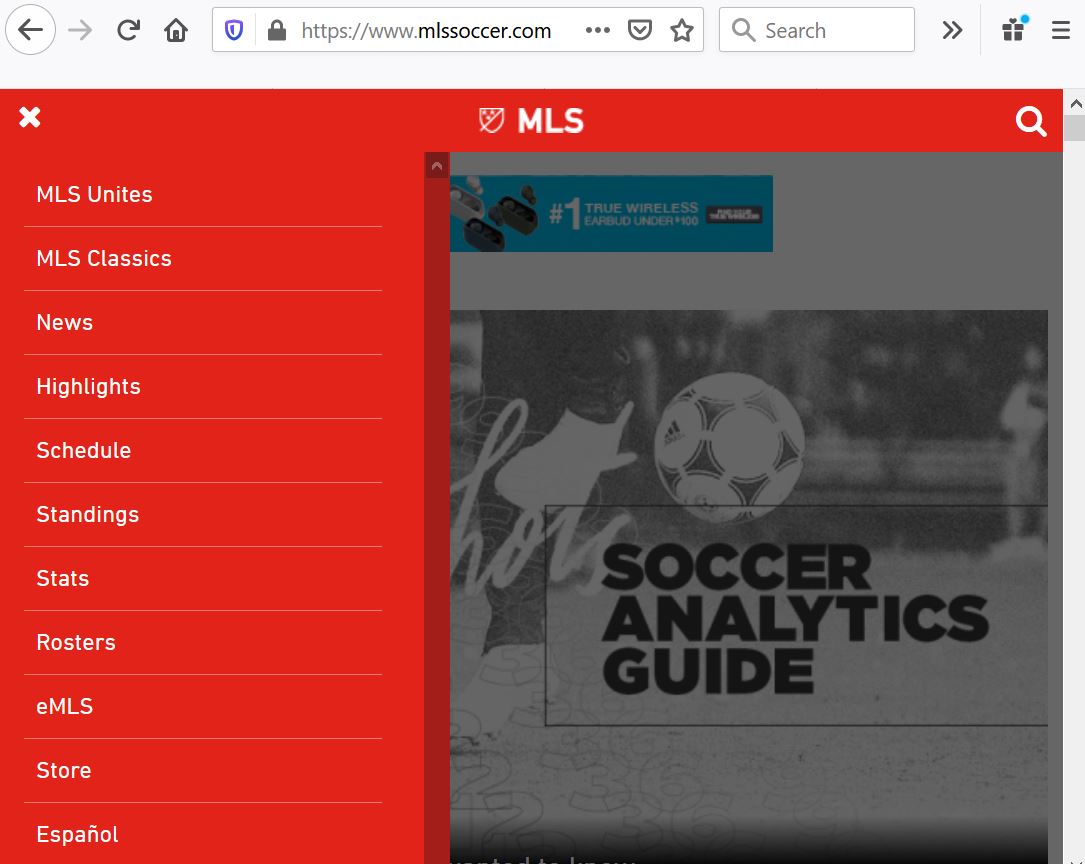 https://www.mlssoccer.com
Search
MLS
MLS Unites
MLS Classics
News
Highlights
Schedule
Standings
Stats
Rosters
eMLS
Store
Español
#1 TRUE WIRELESS
EARBUD UNDER $100
SOCCER
ANALYTICS
GUIDE